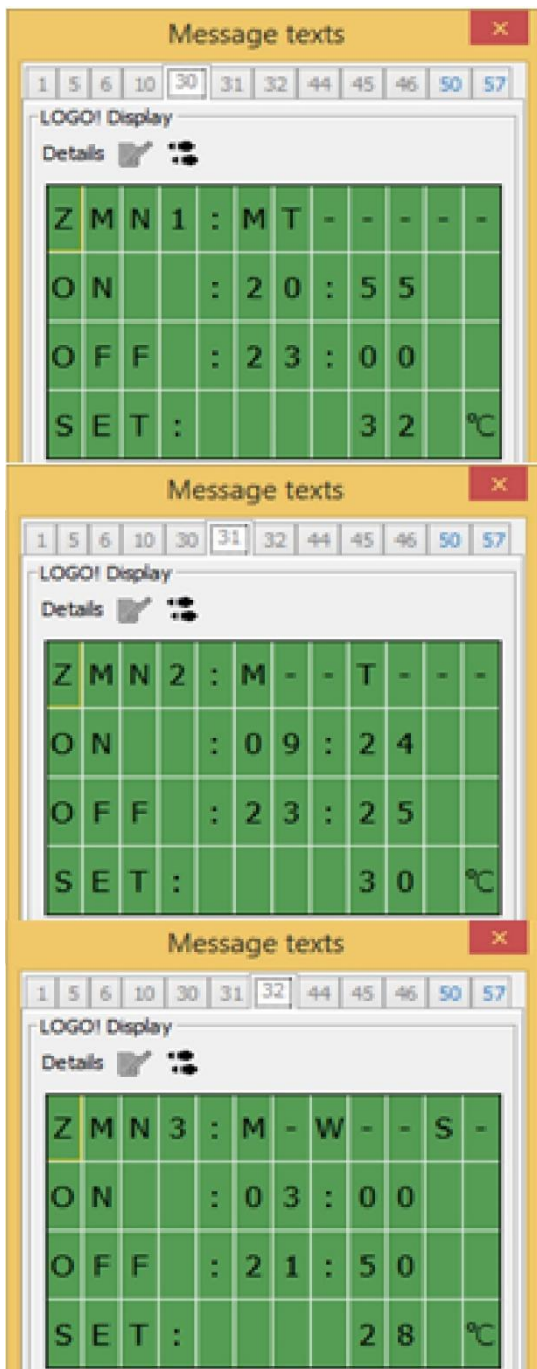 Message texts
1 5 6 10 30 31 32 44 45 46 50 57
LOGO! Display
Details
ZMN1:MT-----
ON :20:55
OFF :23:00
SET: 32 ℃
Message texts
1 5 6 10 30 31 32 44 45 46 50 57
LOGO! Display
Details
ZMN2:M--T---
ON :09:24
OFF :23:25
SET: 30 ℃
Message texts
1 5 6 10 30 31 32 44 45 46 50 57
LOGO! Display
Details
ZMN3:M-W--S-
ON :03:00
OFF :21:50
SET: 28 ℃